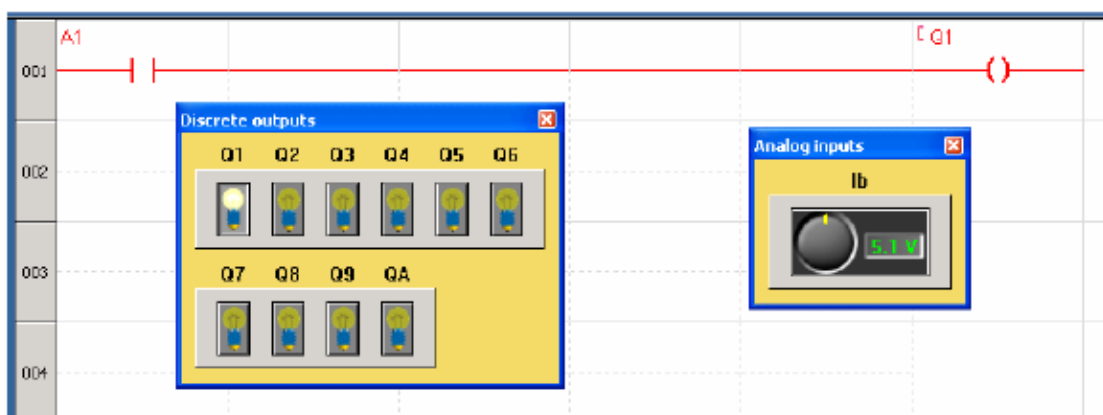 A1
[ Q1
001
Discrete outputs
Q1 Q2 Q3 Q4 Q5 Q6
Q7 Q8 Q9 QA
Analog inputs
Ib
5.1 V
002
003
004